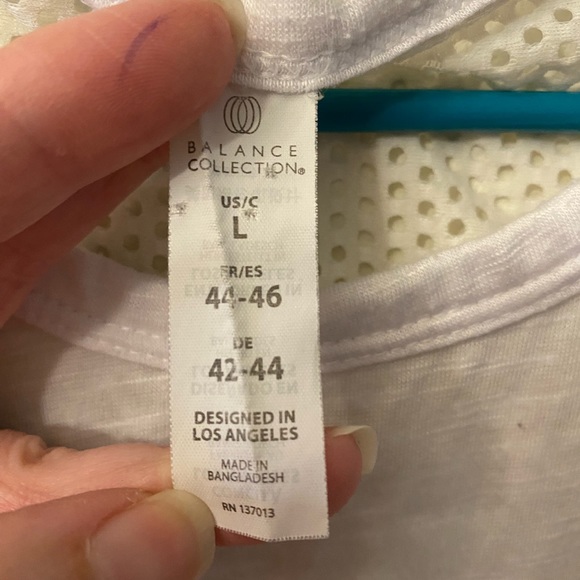 BALANCE
COLLECTION®
US/C
L
FR/ES
44-46
DE
42-44
DESIGNED IN
LOS ANGELES
MADE IN
BANGLADESH
RN 137013